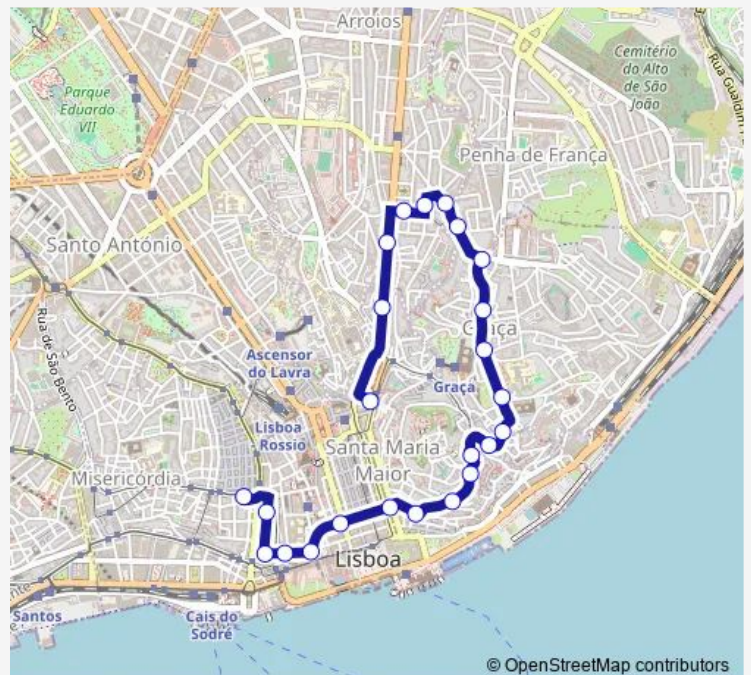 Arroios
Cemitério
do Alto
de São
João
Rua Gualdim
Parque
Eduardo
VII
Penha de França
Santo António
Rua de São Bento
Graça
Ascensor
do Lavra
Graça
Lisboa
- Rossio
Santa Maria
Maior
Misericórdia
Lisboa
Santos
Cais do
Sodré
© OpenStreetMap contributors